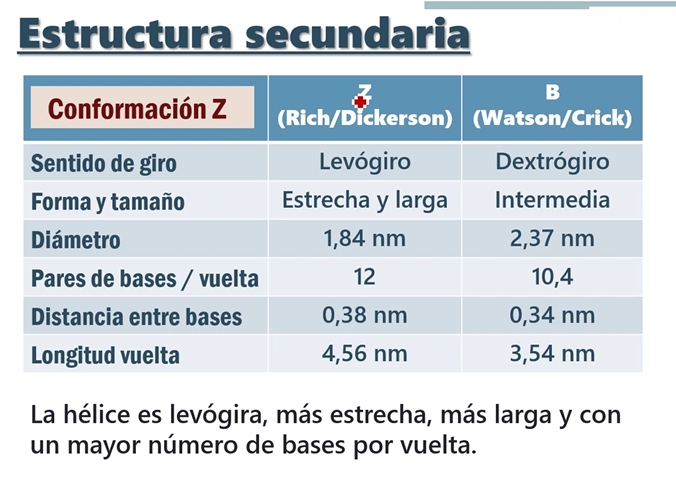 Estructura secundaria
Conformación Z
Z
(Rich/Dickerson)
B
(Watson/Crick)
Sentido de giro Levógiro Dextrógiro
Forma y tamaño Estrecha y larga Intermedia
Diámetro 1,84 nm 2,37 nm
Pares de bases / vuelta 12 10,4
Distancia entre bases 0,38 nm 0,34 nm
Longitud vuelta 4,56 nm 3,54 nm
La hélice es levógira, más estrecha, más larga y con
un mayor número de bases por vuelta.